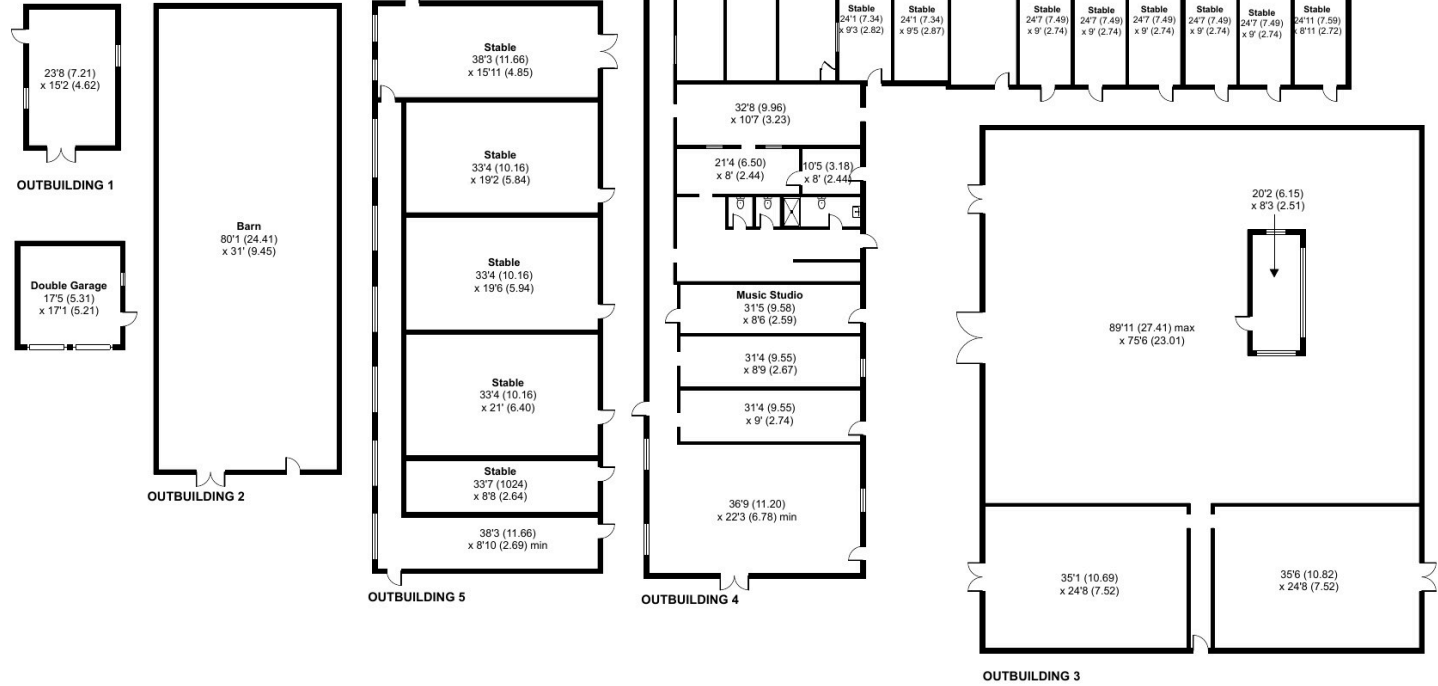 23'8 (7.21)
x 15'2 (4.62)
OUTBUILDING 1
Double Garage
17'5 (5.31)
x 17'1 (5.21)
Barn
80'1 (24.41)
x 31' (9.45)
OUTBUILDING 2
Stable
38'3 (11.66)
x 15'11 (4.85)
Stable
33'4 (10.16)
x 19'2 (5.84)
Stable
33'4 (10.16)
x 19'6 (5.94)
Stable
33'4 (10.16)
x 21' (6.40)
Stable
33'7 (1024)
x 8'8 (2.64)
38'3 (11.66)
x 8'10 (2.69) min
OUTBUILDING 5
Stable
24'1 (7.34)
x 9'3 (2.82)
Stable
24'1 (7.34)
x 9'5 (2.87)
Stable
24'7 (7.49)
x 9' (2.74)
Stable
24'7 (7.49)
x 9' (2.74)
Stable
24'7 (7.49)
x 9' (2.74)
Stable
24'7 (7.49)
x 9' (2.74)
Stable
24'7 (7.49)
x 9' (2.74)
Stable
24'11 (7.59)
x 8'11 (2.72)
32'8 (9.96)
x 10'7 (3.23)
21'4 (6.50)
x 8' (2.44)
10'5 (3.18)
x 8' (2.44)
Music Studio
31'5 (9.58)
x 8'6 (2.59)
31'4 (9.55)
x 8'9 (2.67)
31'4 (9.55)
x 9' (2.74)
36'9 (11.20)
x 22'3 (6.78) min
OUTBUILDING 4
20'2 (6.15)
x 8'3 (2.51)
89'11 (27.41) max
x 75'6 (23.01)
35'1 (10.69)
x 24'8 (7.52)
35'6 (10.82)
x 24'8 (7.52)
OUTBUILDING 3